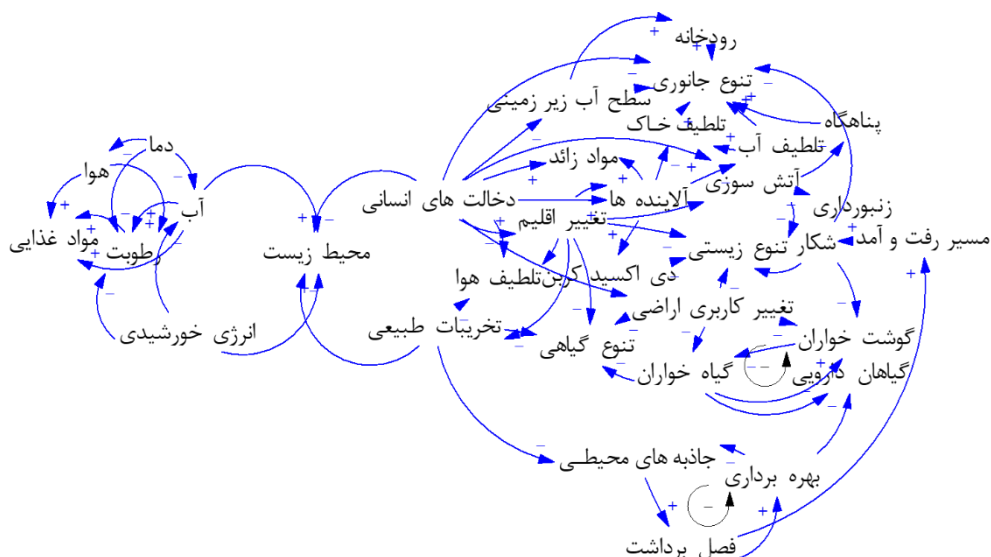 رودخانه
تنوع جانوری
سطح آب زیر زمینی
پناهگاه
تلطیف خاک
تلطیف آب
دما
مواد زائد
هوا
آتش سوزی
آلاینده ها
دخالت های انسانی
زنبورداری
آب
تغییر اقلیم
مسیر رفت و آمد
شکار
تنوع زیستی
محیط زیست
رطوبت
مواد غذایی
دی اکسید کربن
تلطیف هوا
تغییر کاربری اراضی
انرژی خورشیدی
تخریبات طبیعی
گوشت خواران
تنوع گیاهی
گیاهان دارویی
گیاه خواران
جاذبه های محیطی
بهره برداری
فصل برداشت